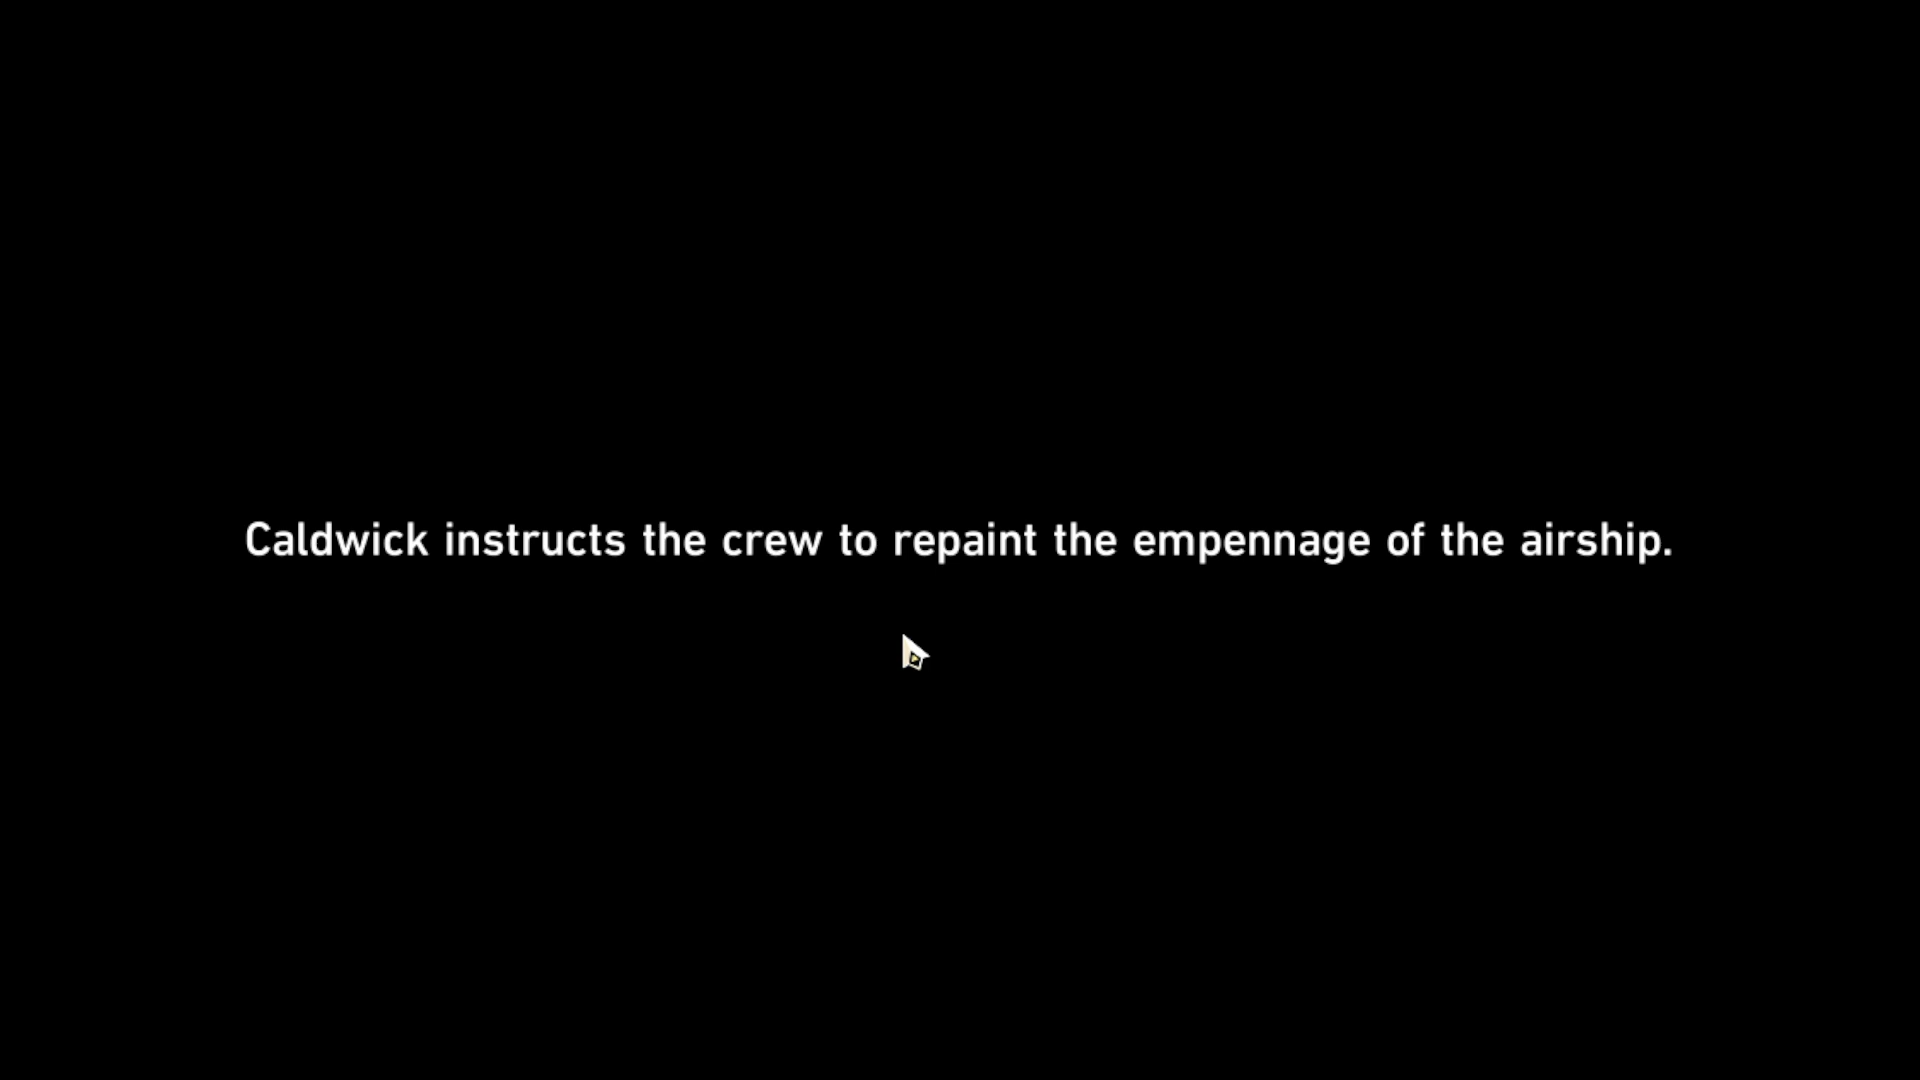 Caldwick instructs the crew to repaint the empennage of the airship.